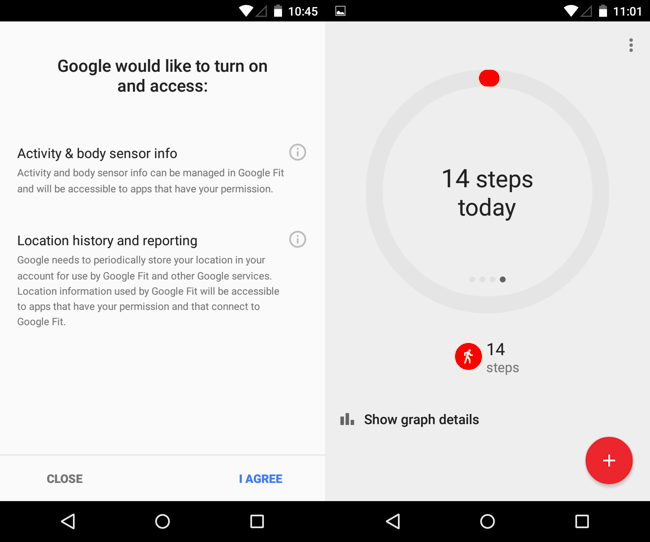 10:45
Google would like to turn on
and access:
Activity & body sensor info
Activity and body sensor info can be managed in Google Fit
and will be accessible to apps that have your permission.
Location history and reporting
Google needs to periodically store your location in your
account for use by Google Fit and other Google services.
Location information used by Google Fit will be accessible
to apps that have your permission and that connect to
Google Fit.
CLOSE
I AGREE
11:01
14 steps
today
14
steps
Show graph details